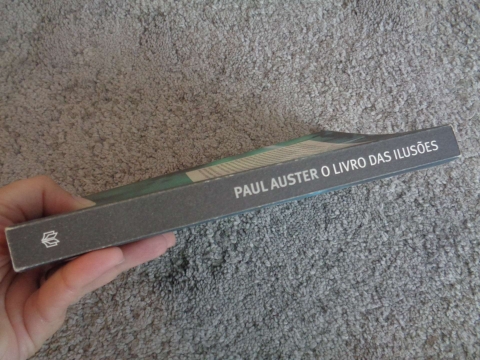 PAUL AUSTER O LIVRO DAS ILUSÕES